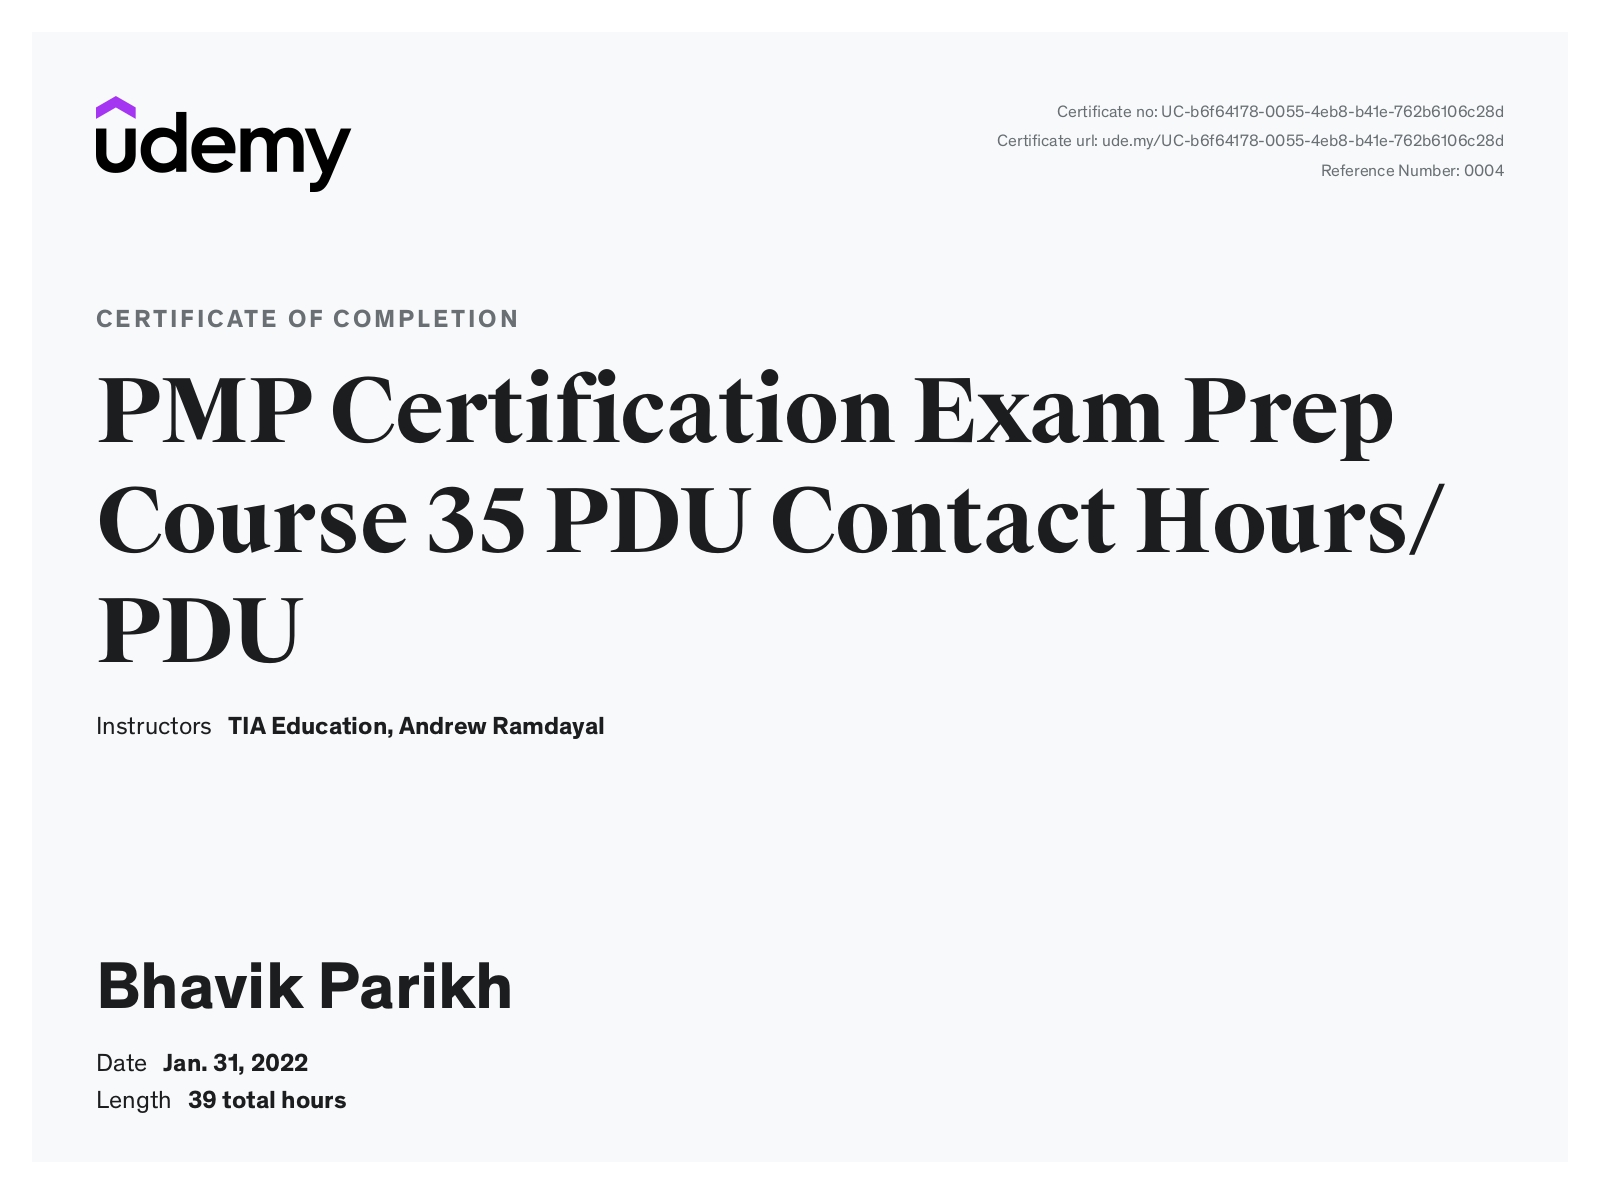 udemy
Certificate no: UC-b6f64178-0055-4eb8-b41e-762b6106c28d
Certificate url: ude.my/UC-b6f64178-0055-4eb8-b41e-762b6106c28d
Reference Number: 0004
CERTIFICATE OF COMPLETION
PMP Certification Exam Prep
Course 35 PDU Contact Hours/
PDU
Instructors TIA Education, Andrew Ramdayal
Bhavik Parikh
Date Jan. 31, 2022
Length 39 total hours